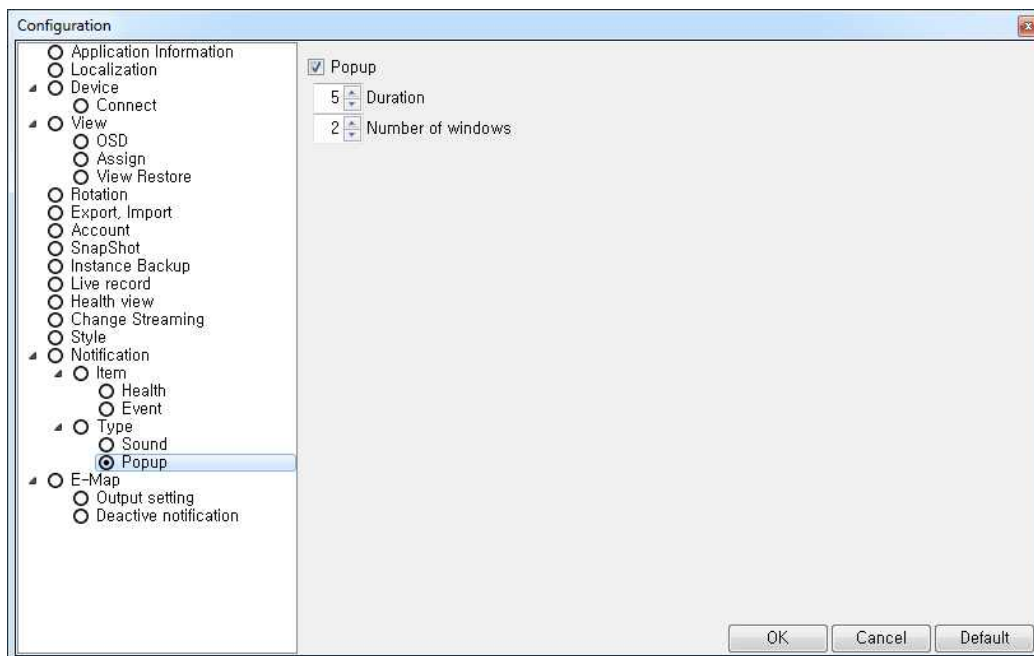 Configuration
Application Information
Localization
Device
Connect
View
OSD
Assign
View Restore
Rotation
Export, Import
Account
SnapShot
Instance Backup
Live record
Health view
Change Streaming
Style
Notification
Item
Health
Event
Type
Sound
Popup
E-Map
Output setting
Deactive notification
Popup
5 Duration
2 Number of windows
OK Cancel Default